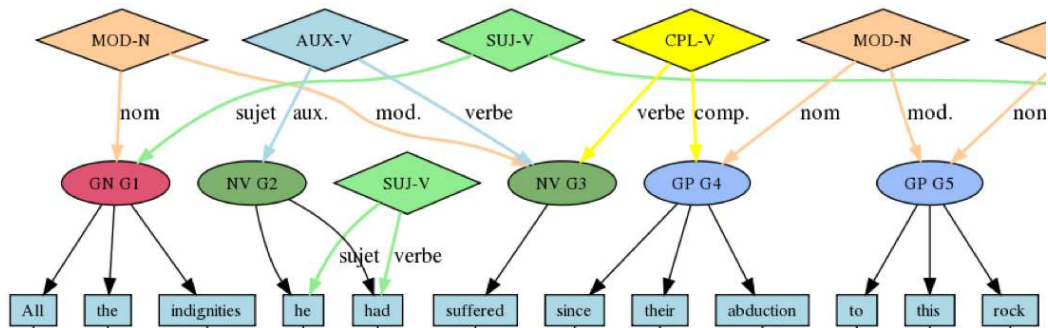 MOD-N AUX-V SUJ-V CPL-V MOD-N
nom sujet aux. mod. verbe verbe comp. nom mod. nom
GN G1 NV G2 SUJ-V NV G3 GP G4 GP G5
sujet verbe
All the indignities he had suffered since their abduction to this rock